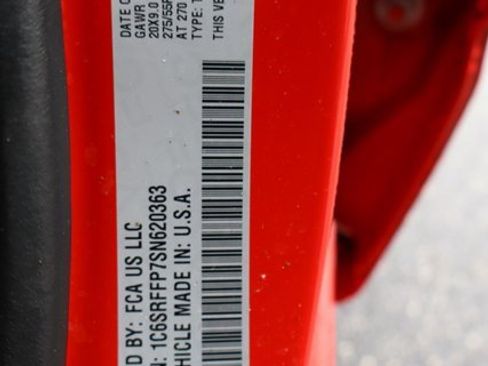 D BY: FCA US LLC
N: 1C6SRFFP7SN620363
HICLE MADE IN: U.S.A.
DATE O
GAWR
20X9.0
275/55R
AT 270
TYPE: T
THIS VE